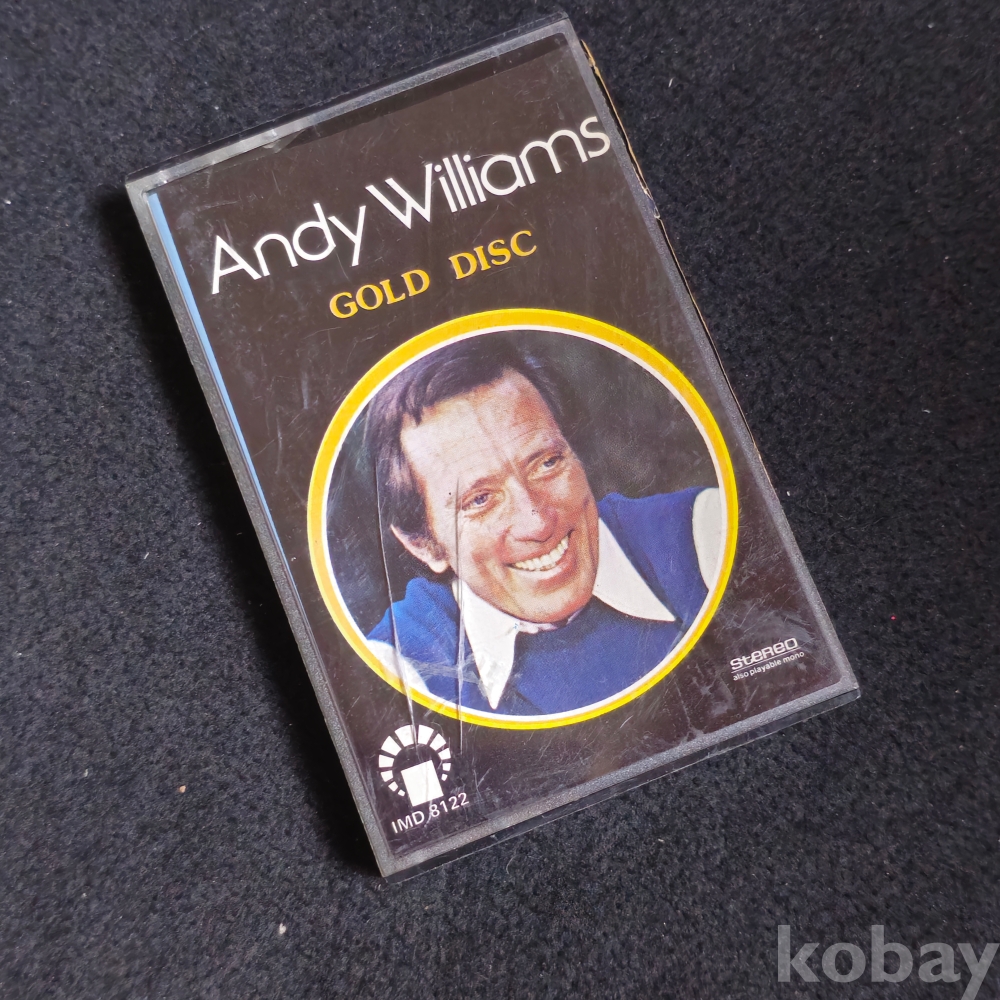 Andy Williams
GOLD DISC
stereo
also playable mono
IMD 8122
kobay